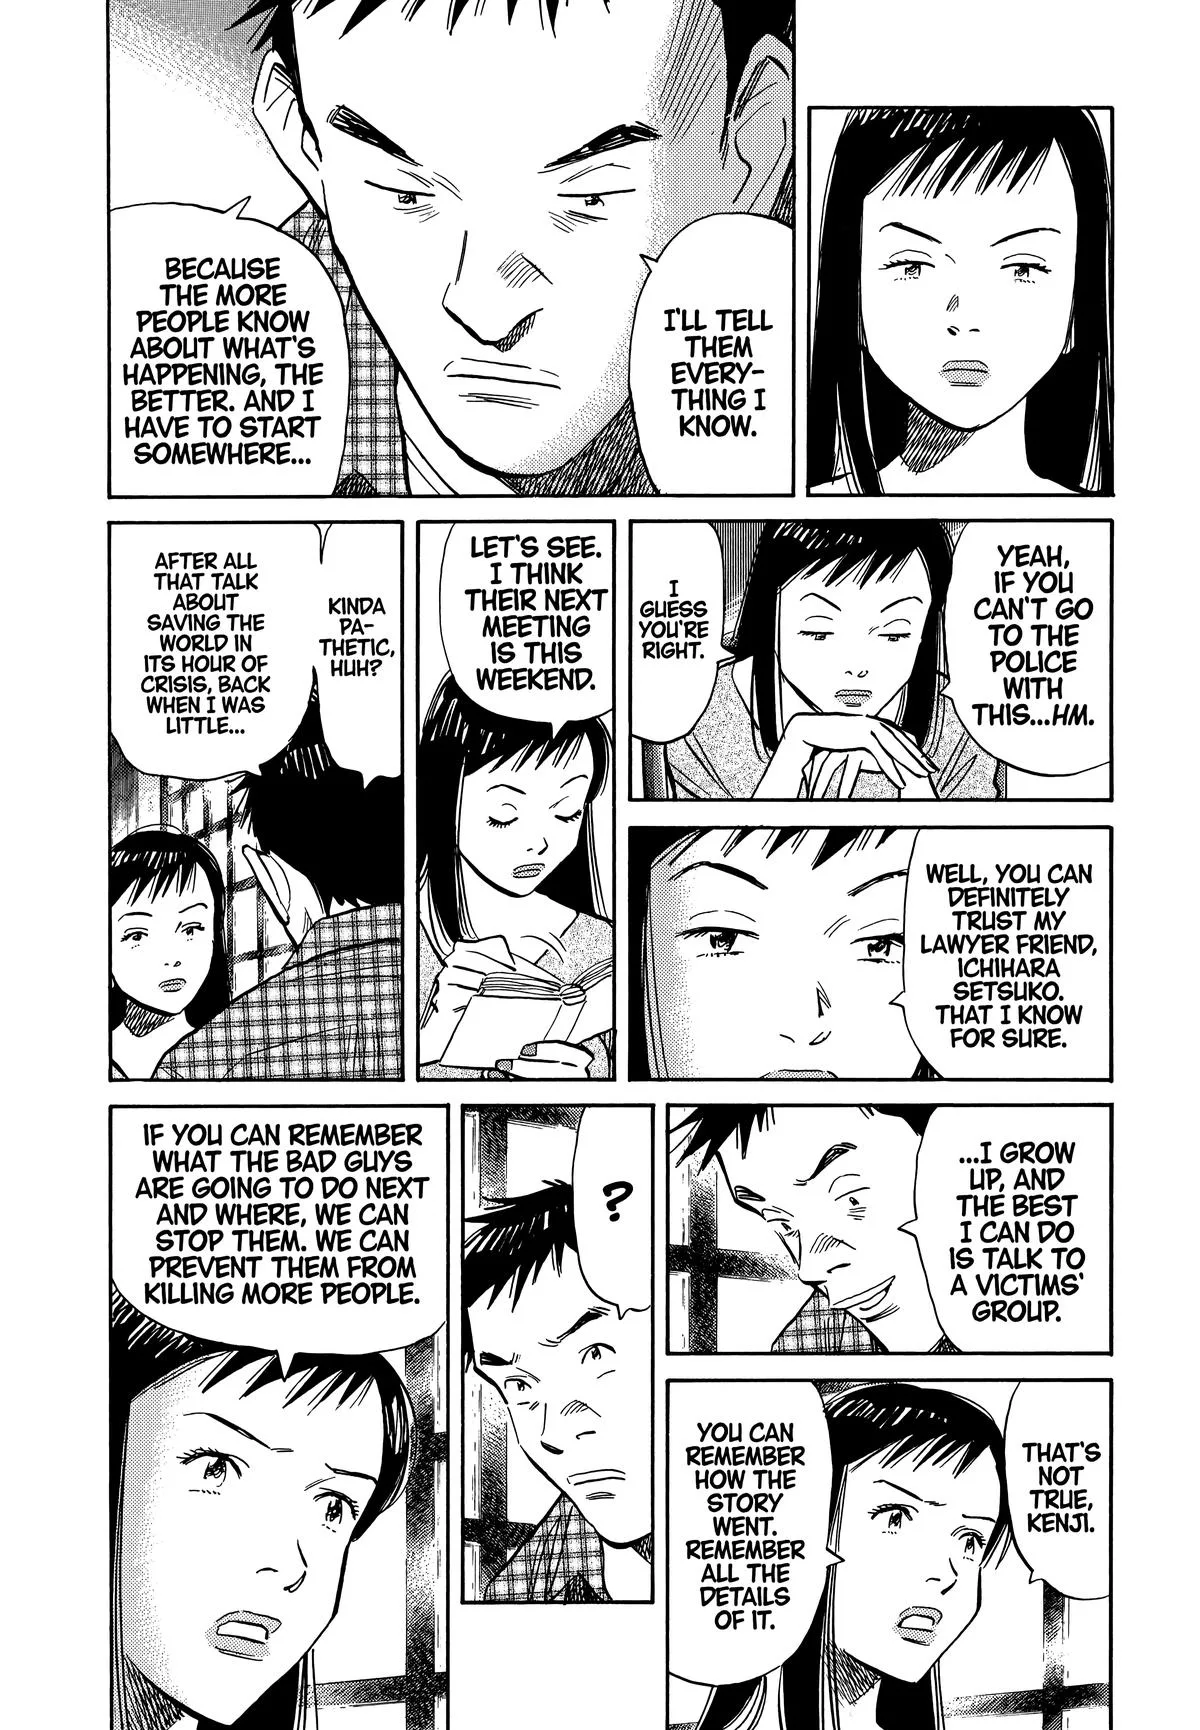 I'LL TELL
THEM
EVERY-
THING I
KNOW.
BECAUSE
THE MORE
PEOPLE KNOW
ABOUT WHAT'S
HAPPENING, THE
BETTER. AND I
HAVE TO START
SOMEWHERE...
YEAH,
IF YOU
CAN'T GO
TO THE
POLICE
WITH
THIS...HM.
I
GUESS
YOU'RE
RIGHT.
WELL, YOU CAN
DEFINITELY
TRUST MY
LAWYER FRIEND,
ICHIHARA
SETSUKO.
THAT I KNOW
FOR SURE.
LET'S SEE.
I THINK
THEIR NEXT
MEETING
IS THIS
WEEKEND.
KINDA
PA-
THETIC,
HUH?
AFTER ALL
THAT TALK
ABOUT
SAVING THE
WORLD IN
ITS HOUR OF
CRISIS, BACK
WHEN I WAS
LITTLE...
...I GROW
UP, AND
THE BEST
I CAN DO
IS TALK TO
A VICTIMS'
GROUP.
THAT'S
NOT
TRUE,
KENJI.
YOU CAN
REMEMBER
HOW THE
STORY
WENT.
REMEMBER
ALL THE
DETAILS
OF IT.
?
IF YOU CAN REMEMBER
WHAT THE BAD GUYS
ARE GOING TO DO NEXT
AND WHERE, WE CAN
STOP THEM. WE CAN
PREVENT THEM FROM
KILLING MORE PEOPLE.